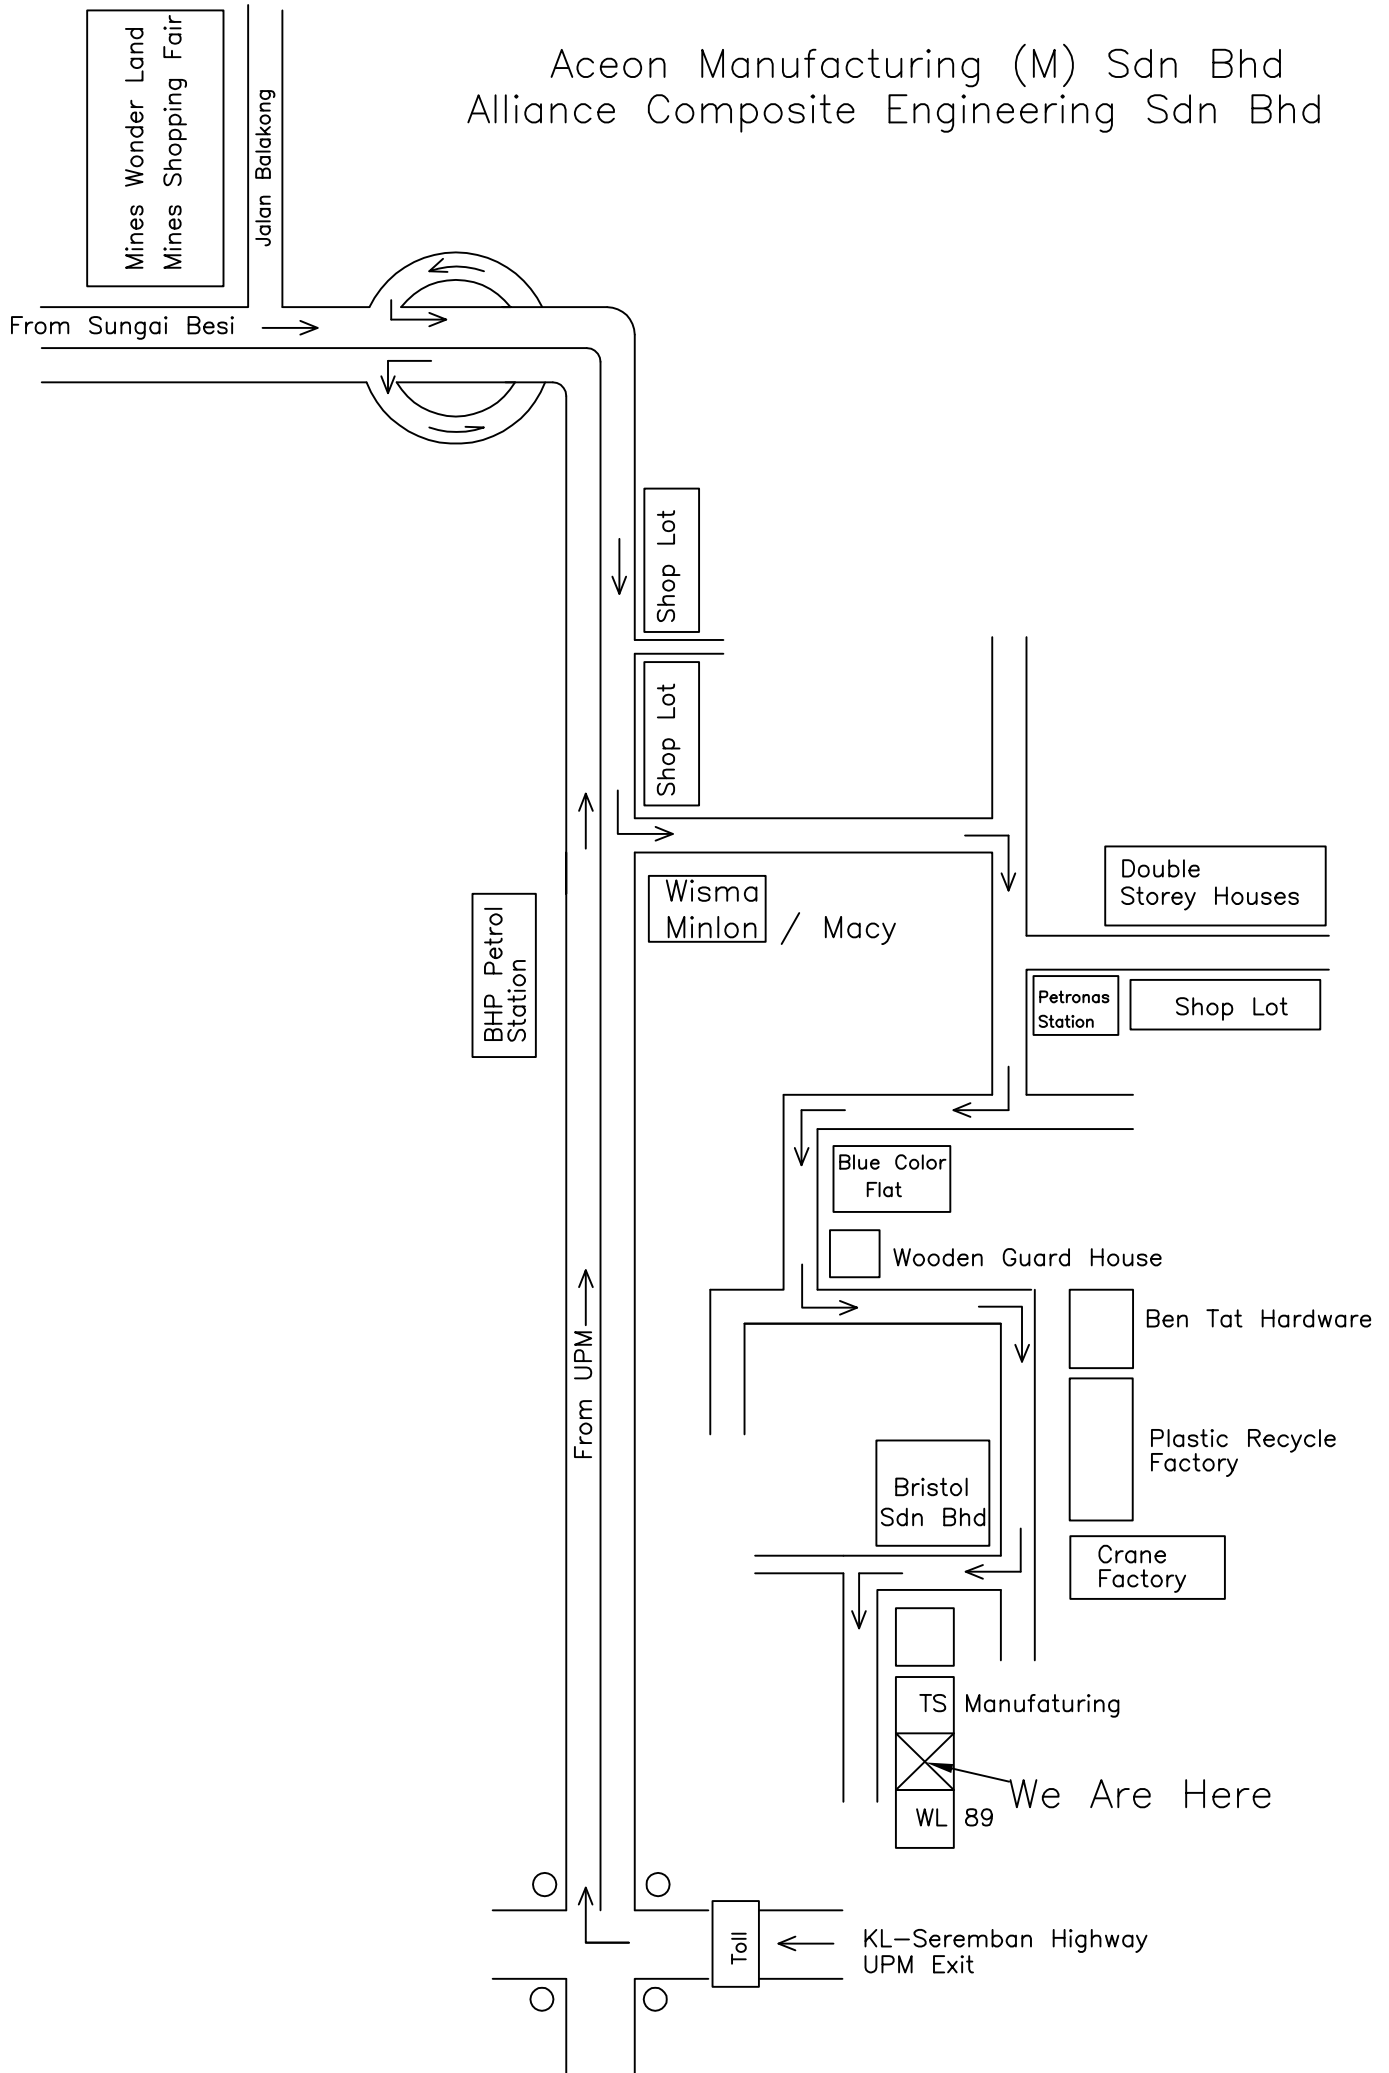 Aceon Manufacturing (M) Sdn Bhd
Alliance Composite Engineering Sdn Bhd
Mines Wonder Land
Mines Shopping Fair
Jalan Balakong
From Sungai Besi
Shop Lot
Shop Lot
Double
Storey Houses
Wisma
Minlon / Macy
BHP Petrol
Station
Petronas
Station
Shop Lot
Blue Color
Flat
Wooden Guard House
Ben Tat Hardware
From UPM
Plastic Recycle
Factory
Bristol
Sdn Bhd
Crane
Factory
TS Manufaturing
We Are Here
WL 89
Toll
KL-Seremban Highway
UPM Exit